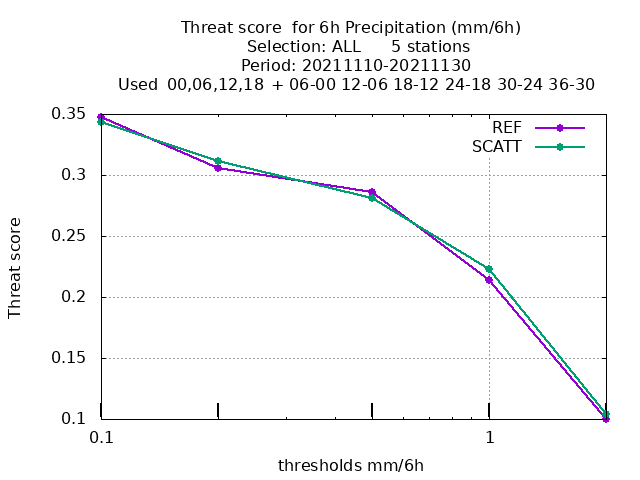 Threat score  for 6h Precipitation (mm/6h)
Selection: ALL      5 stations
Period: 20211110-20211130
Used  00,06,12,18  + 06-00 12-06 18-12 24-18 30-24 36-30
REF
SCATT
0.35
0.3
0.25
0.2
0.15
0.1
Threat score
0.1
1
thresholds mm/6h